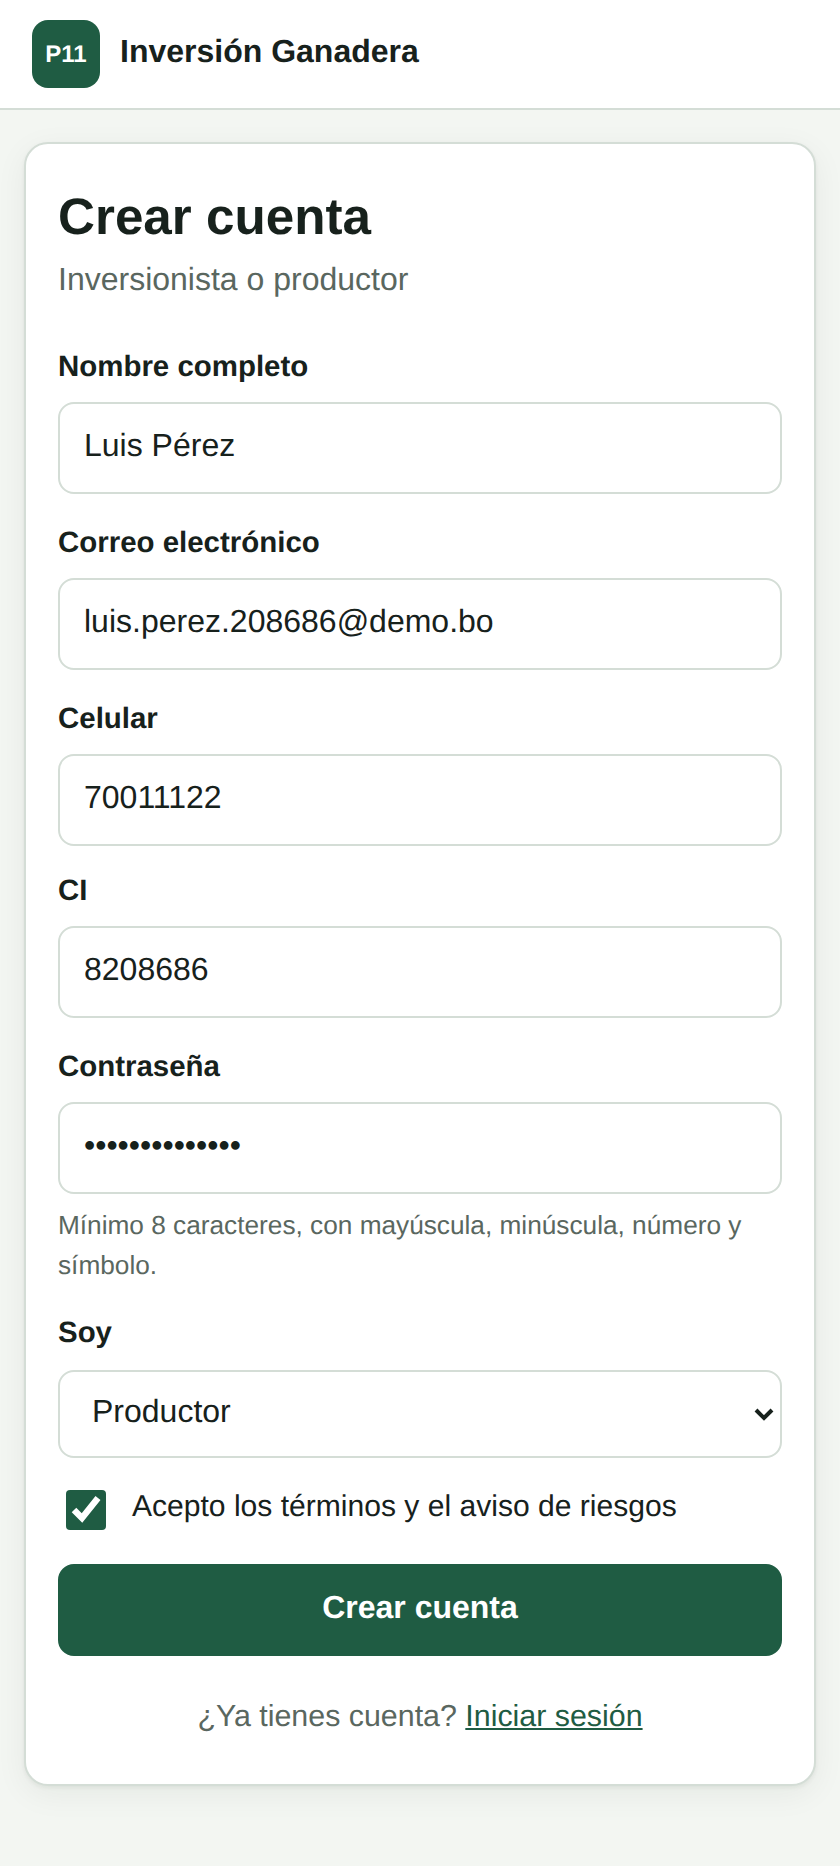 P11 Inversión Ganadera
Crear cuenta
Inversionista o productor
Nombre completo
Luis Pérez
Correo electrónico
luis.perez.208686@demo.bo
Celular
70011122
CI
8208686
Contraseña
••••••••••••••
Mínimo 8 caracteres, con mayúscula, minúscula, número y
símbolo.
Soy
Productor
Acepto los términos y el aviso de riesgos
Crear cuenta
¿Ya tienes cuenta? Iniciar sesión